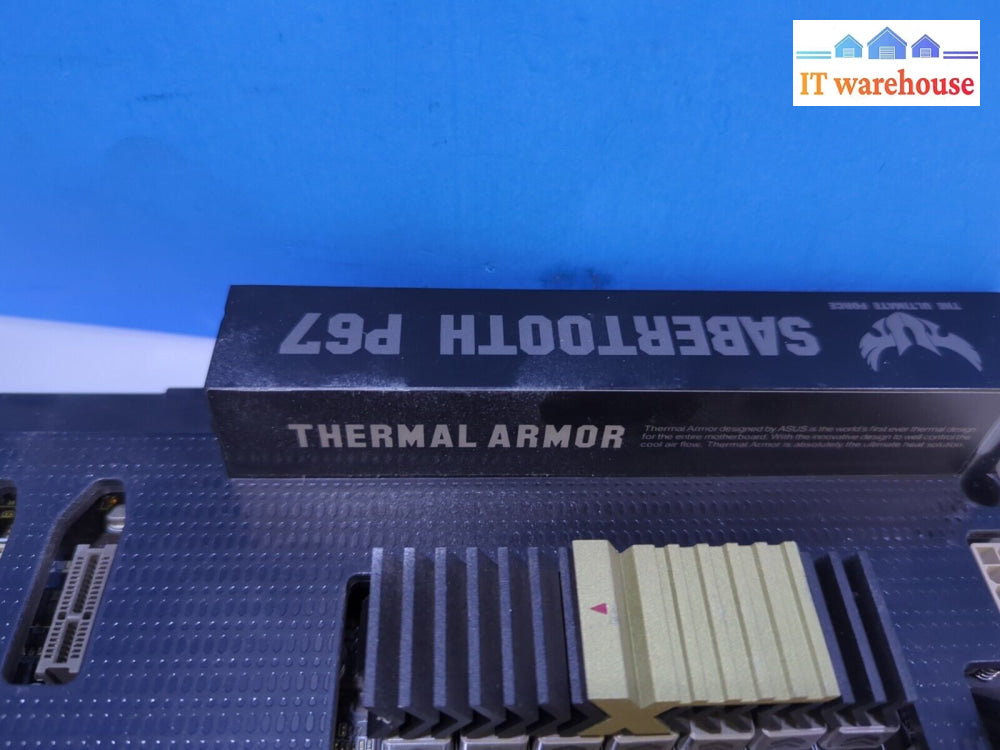 IT warehouse
THE ULTIMATE FORCE
SABERTOOTH P67
THERMAL ARMOR
Thermal Armor designed by ASUS is the world's first ever thermal design
for the entire motherboard. With the innovative design to well control the
cool air flow, Thermal Armor is absolutely the ultimate heat solution